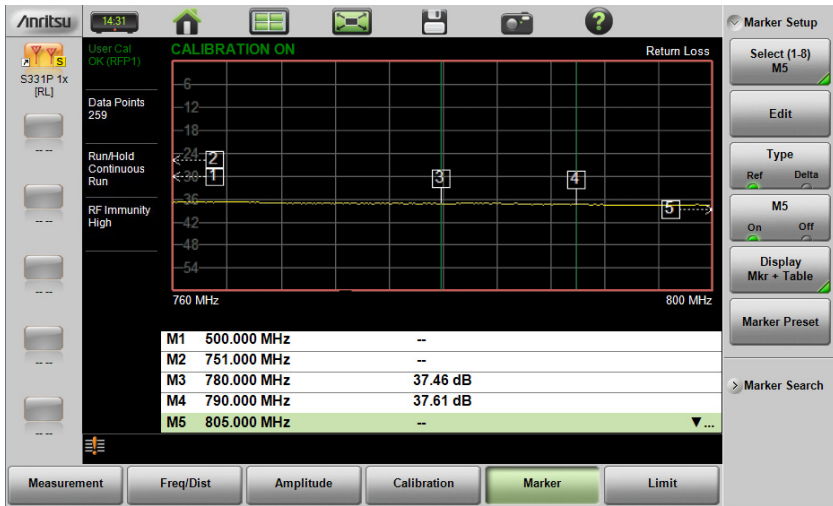 Anritsu 14:31 ? Marker Setup
S331P 1x
[RL]
S
-- --
-- --
-- --
-- --
-- --
User Cal
OK (RFP1)
Data Points
259
Run/Hold
Continuous
Run
RF Immunity
High
CALIBRATION ON Return Loss
-6
-12
-18
-24
-30
-36
-42
-48
-54
2
1
3
4
5
760 MHz 800 MHz
M1 500.000 MHz --
M2 751.000 MHz --
M3 780.000 MHz 37.46 dB
M4 790.000 MHz 37.61 dB
M5 805.000 MHz -- ▼...
Select (1-8)
M5
Edit
Type
Ref Delta
M5
On Off
Display
Mkr + Table
Marker Preset
> Marker Search
Measurement Freq/Dist Amplitude Calibration Marker Limit